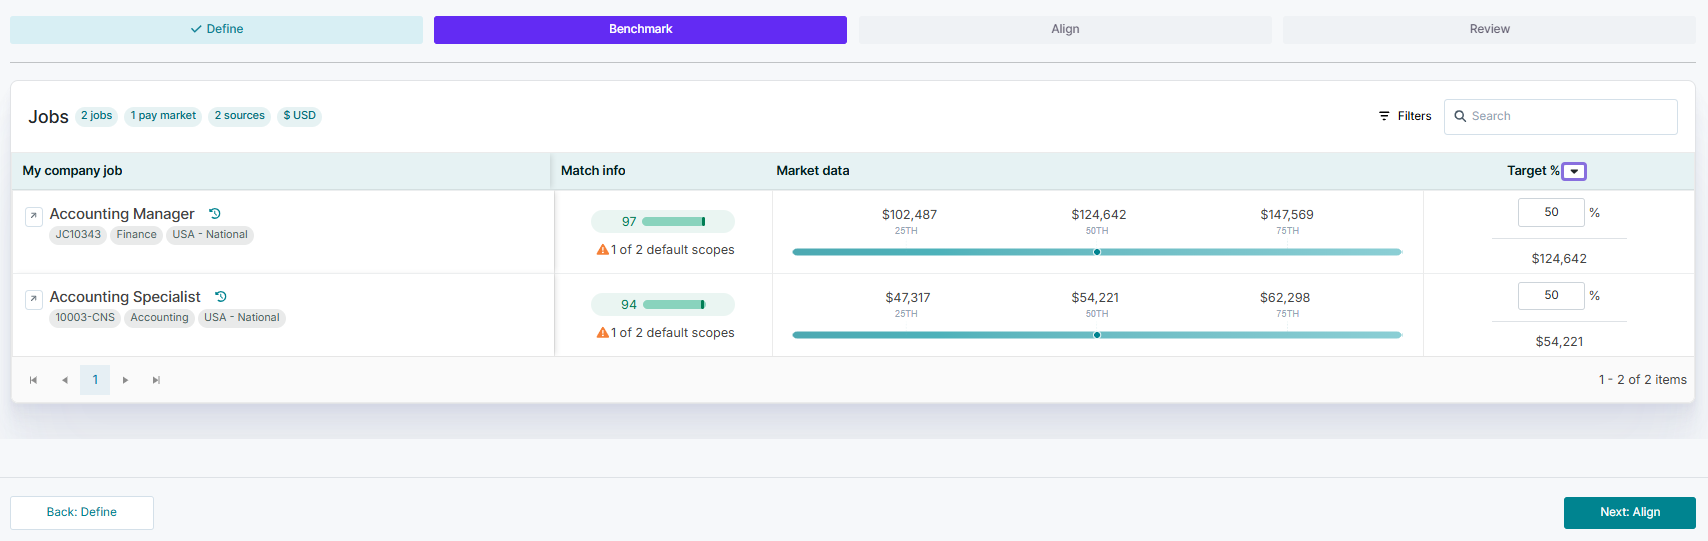 Define
Benchmark
Align
Review
Jobs 2 jobs 1 pay market 2 sources $ USD
Filters
Search
My company job Match info Market data Target %
Accounting Manager
JC10343 Finance USA - National
97
1 of 2 default scopes
$102,487 $124,642 $147,569
25TH 50TH 75TH
50 %
$124,642
Accounting Specialist
10003-CNS Accounting USA - National
94
1 of 2 default scopes
$47,317 $54,221 $62,298
25TH 50TH 75TH
50 %
$54,221
1
1 - 2 of 2 items
Back: Define
Next: Align